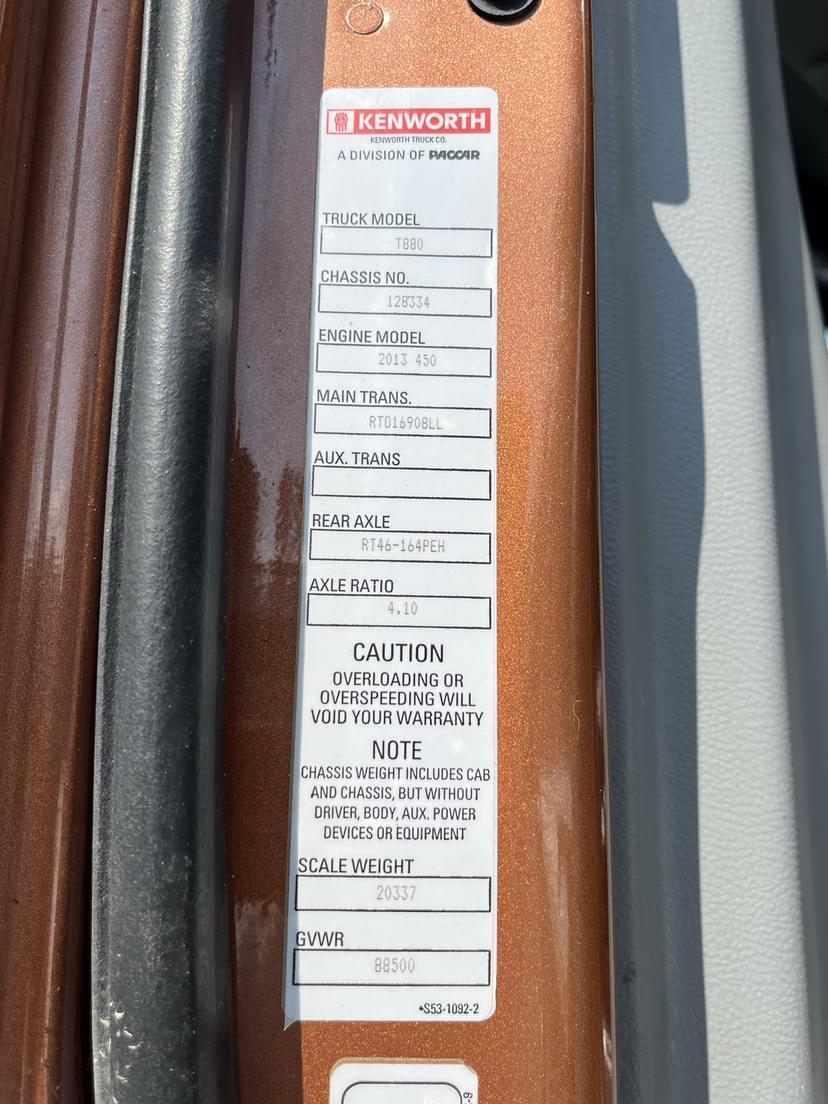 KENWORTH
KENWORTH TRUCK CO.
A DIVISION OF PACCAR
TRUCK MODEL
T880
CHASSIS NO.
128334
ENGINE MODEL
2013 450
MAIN TRANS.
RTO16908LL
AUX. TRANS
REAR AXLE
RT46-164PEH
AXLE RATIO
4.10
CAUTION
OVERLOADING OR
OVERSPEEDING WILL
VOID YOUR WARRANTY
NOTE
CHASSIS WEIGHT INCLUDES CAB
AND CHASSIS, BUT WITHOUT
DRIVER, BODY, AUX. POWER
DEVICES OR EQUIPMENT
SCALE WEIGHT
20337
GVWR
88500
•S53-1092-2